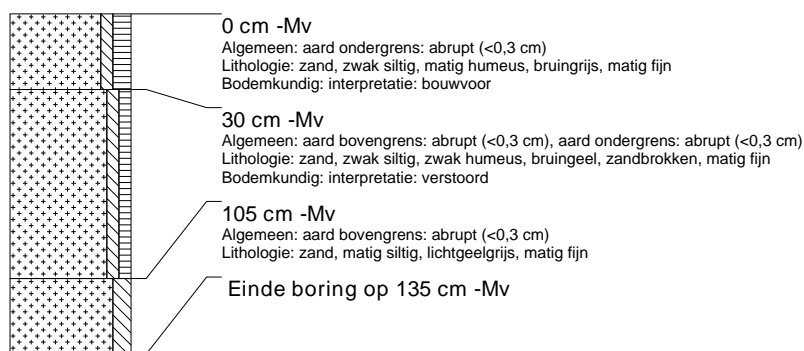 0 cm -Mv
Algemeen: aard ondergrens: abrupt (<0,3 cm)
Lithologie: zand, zwak siltig, matig humeus, bruingrijs, matig fijn
Bodemkundig: interpretatie: bouwvoor
30 cm -Mv
Algemeen: aard bovengrens: abrupt (<0,3 cm), aard ondergrens: abrupt (<0,3 cm)
Lithologie: zand, zwak siltig, zwak humeus, bruingeel, zandbrokken, matig fijn
Bodemkundig: interpretatie: verstoord
105 cm -Mv
Algemeen: aard bovengrens: abrupt (<0,3 cm)
Lithologie: zand, matig siltig, lichtgeelgrijs, matig fijn
Einde boring op 135 cm -Mv